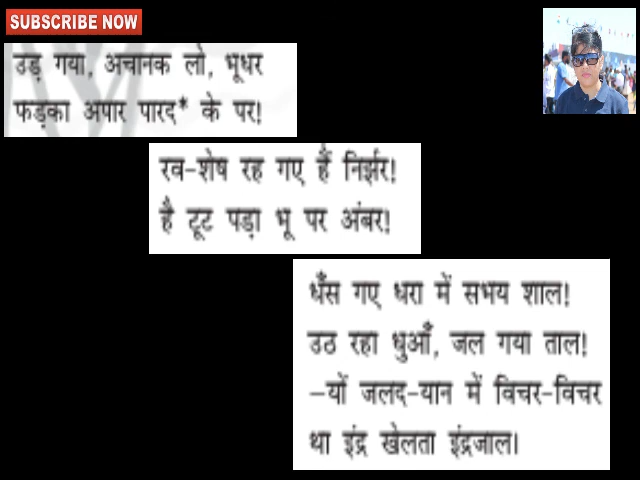 SUBSCRIBE NOW
उड़ गया, अचानक लो, भूधर
फड़का अपार पारद* के पर!
रव-शेष रह गए हैं निर्झर!
है टूट पड़ा भू पर अंबर!
धँस गए धरा में सभय शाल!
उठ रहा धुआँ, जल गया ताल!
–यों जलद-यान में विचर-विचर
था इंद्र खेलता इंद्रजाल।